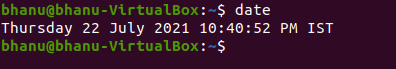 bhanu@bhanu-VirtualBox:~$ date
Thursday 22 July 2021 10:40:52 PM IST
bhanu@bhanu-VirtualBox:~$